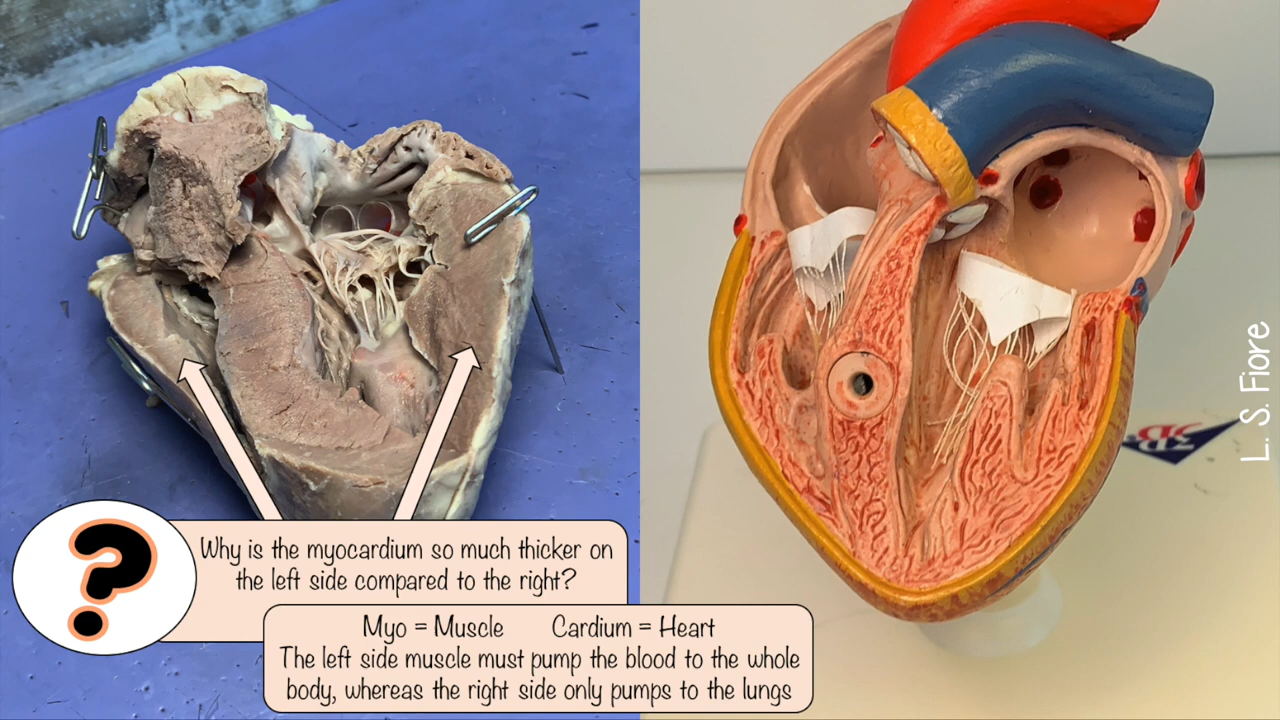 Why is the myocardium so much thicker on
the left side compared to the right?
Myo = Muscle Cardium = Heart
The left side muscle must pump the blood to the whole
body, whereas the right side only pumps to the lungs
L. S. Fiore
3B